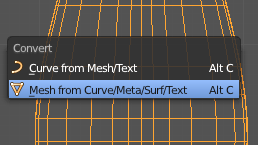 Convert
Curve from Mesh/Text Alt C
Mesh from Curve/Meta/Surf/Text Alt C